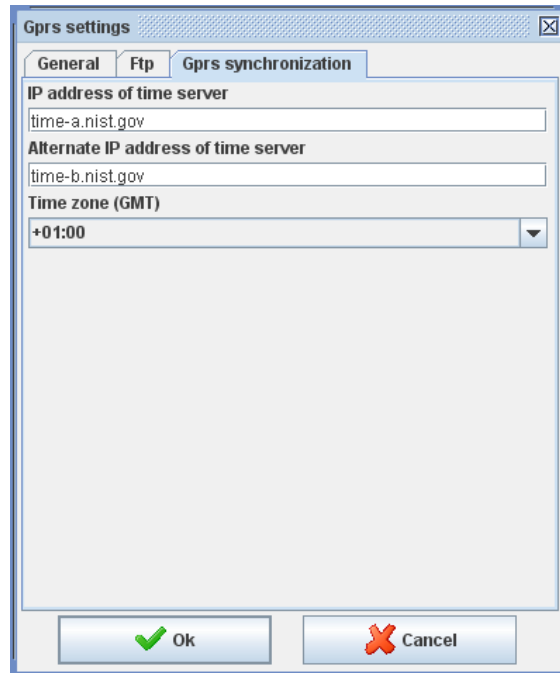 Gprs settings
General Ftp Gprs synchronization
IP address of time server
time-a.nist.gov
Alternate IP address of time server
time-b.nist.gov
Time zone (GMT)
+01:00
Ok Cancel